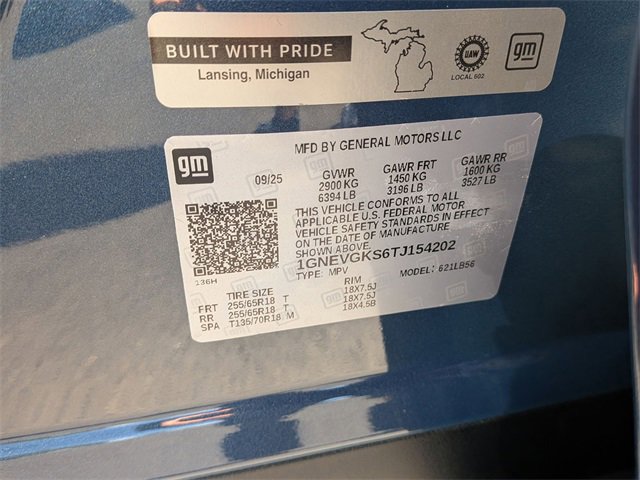 BUILT WITH PRIDE
Lansing, Michigan
UAW
LOCAL 602
gm
gm
MFD BY GENERAL MOTORS LLC
09/25
GVWR GAWR FRT GAWR RR
2900 KG 1450 KG 1600 KG
6394 LB 3196 LB 3527 LB
THIS VEHICLE CONFORMS TO ALL
APPLICABLE U.S. FEDERAL MOTOR
VEHICLE SAFETY STANDARDS IN EFFECT
ON THE DATE OF MANUFACTURE
SHOWN ABOVE.
1GNEVGKS6TJ154202
TYPE: MPV MODEL: 621LB56
136H
TIRE SIZE RIM
FRT 255/65R18 T 18X7.5J
RR 255/65R18 T 18X7.5J
SPA T135/70R18 M 18X4.5B